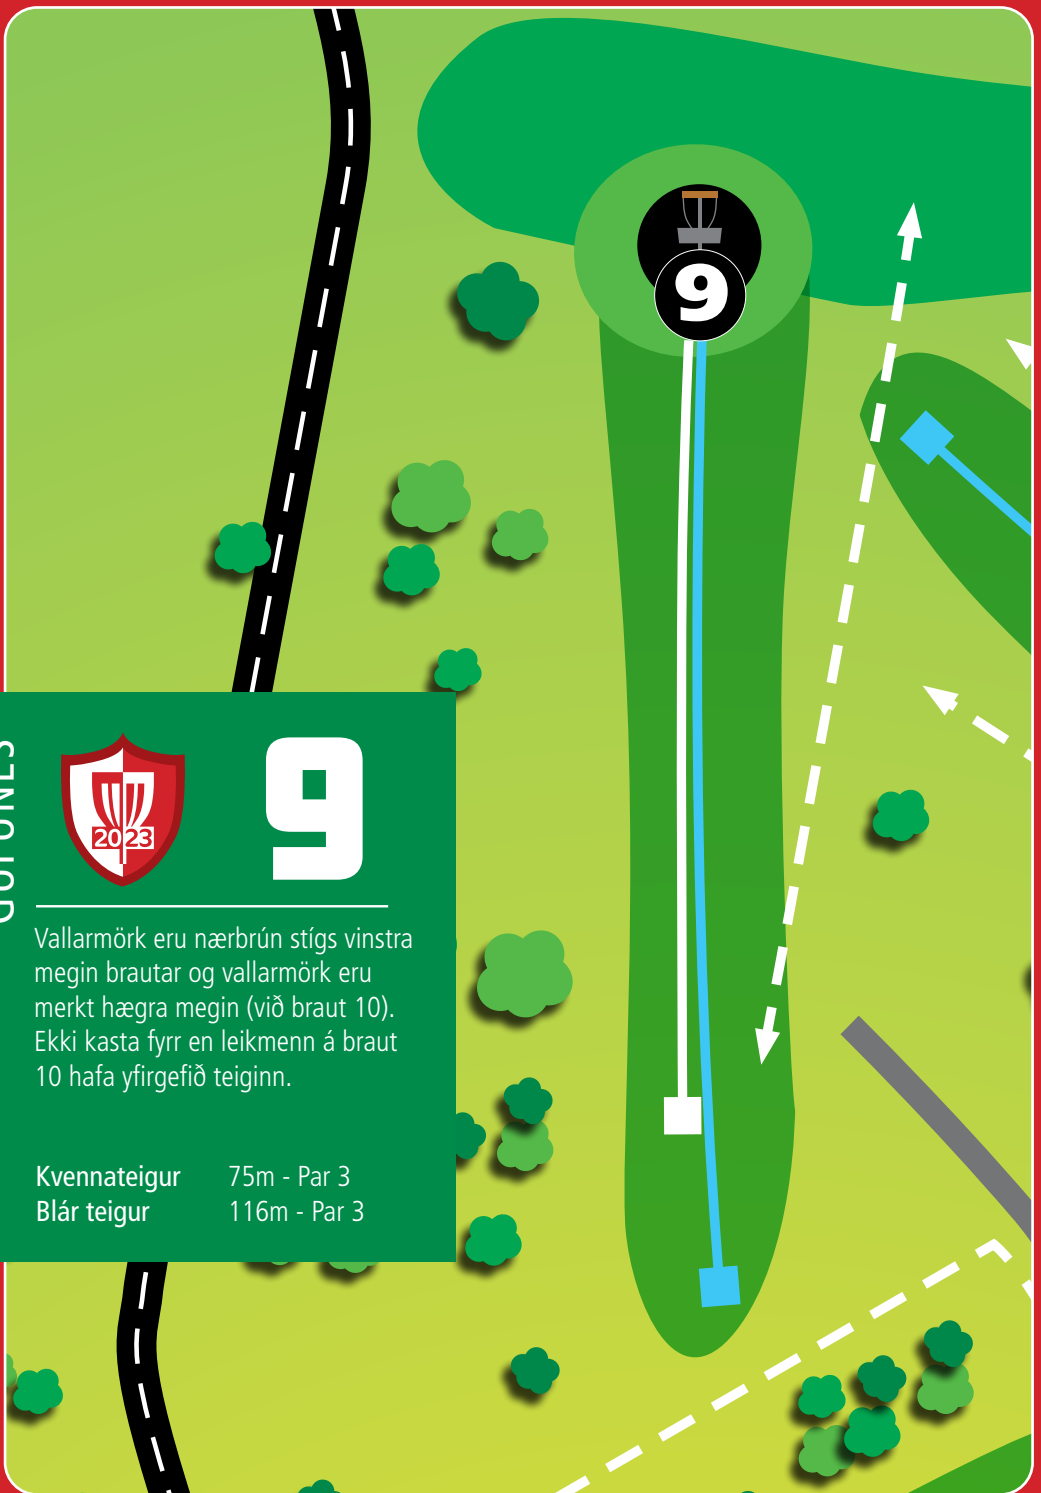 9
GUFUNES
2023
9
Vallarmörk eru nærbrún stígs vinstra
megin brautar og vallarmörk eru
merkt hægra megin (við braut 10).
Ekki kasta fyrr en leikmenn á braut
10 hafa yfirgefið teiginn.
Kvennateigur 75m - Par 3
Blár teigur 116m - Par 3